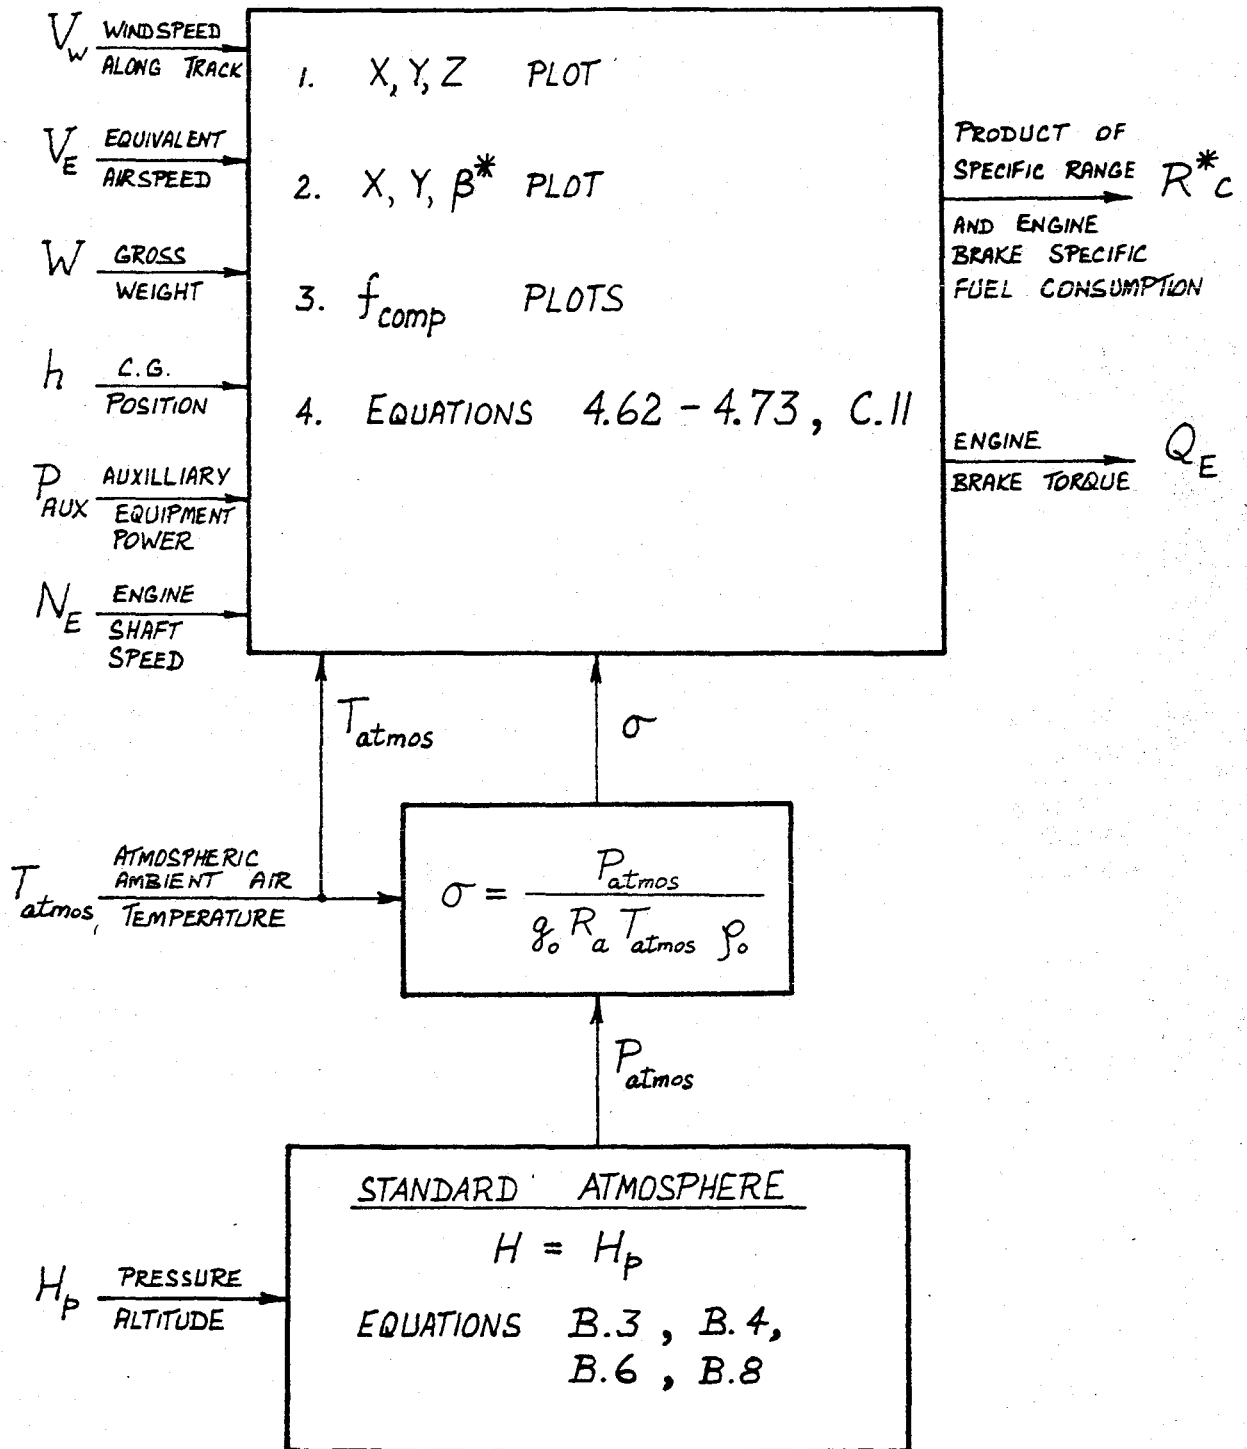 V_W WINDSPEED
ALONG TRACK
V_E EQUIVALENT
AIRSPEED
W GROSS
WEIGHT
h C.G.
POSITION
P_AUX AUXILLIARY
EQUIPMENT
POWER
N_E ENGINE
SHAFT
SPEED
1. X, Y, Z PLOT
2. X, Y, β* PLOT
3. f_comp PLOTS
4. EQUATIONS 4.62 - 4.73, C.11
PRODUCT OF
SPECIFIC RANGE R*c
AND ENGINE
BRAKE SPECIFIC
FUEL CONSUMPTION
ENGINE Q_E
BRAKE TORQUE
T_atmos
σ
ATMOSPHERIC
T_atmos AMBIENT AIR
TEMPERATURE
σ = P_atmos / g_o R_a T_atmos ρ_o
P_atmos
STANDARD ATMOSPHERE
H = H_p
H_p PRESSURE
ALTITUDE
EQUATIONS B.3, B.4,
B.6, B.8